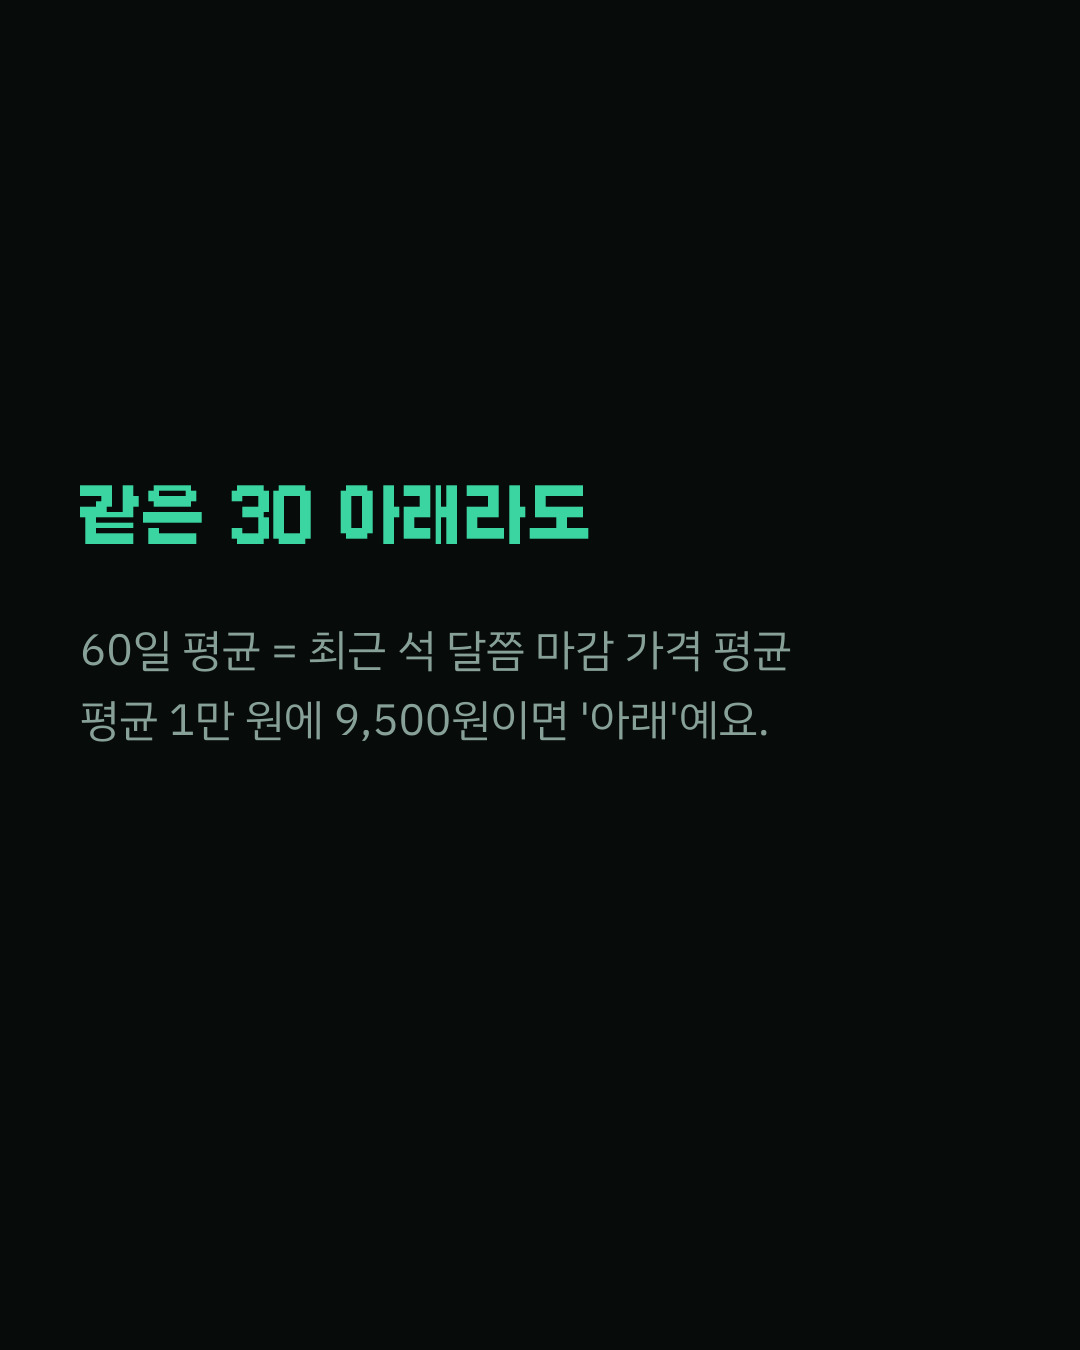 같은 30 아래라도
60일 평균 = 최근 석 달쯤 마감 가격 평균
평균 1만 원에 9,500원이면 '아래'예요.